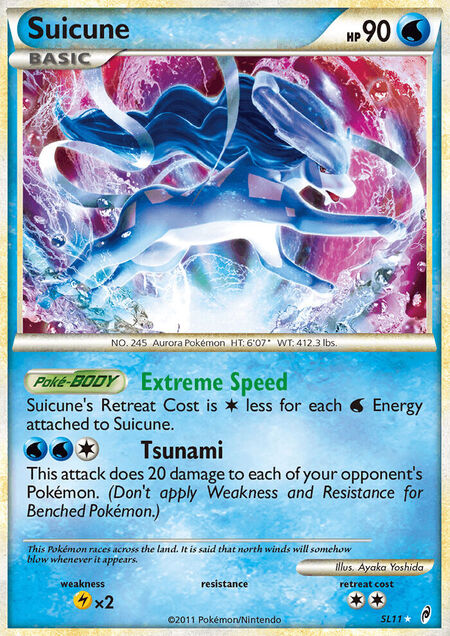 Suicune
HP 90
BASIC
NO. 245 Aurora Pokémon HT: 6'07" WT: 412.3 lbs.
Poké-BODY Extreme Speed
Suicune's Retreat Cost is less for each Energy
attached to Suicune.
Tsunami
This attack does 20 damage to each of your opponent's
Pokémon. (Don't apply Weakness and Resistance for
Benched Pokémon.)
This Pokémon races across the land. It is said that north winds will somehow
blow whenever it appears.
Illus. Ayaka Yoshida
weakness resistance retreat cost
×2
©2011 Pokémon/Nintendo
SL11